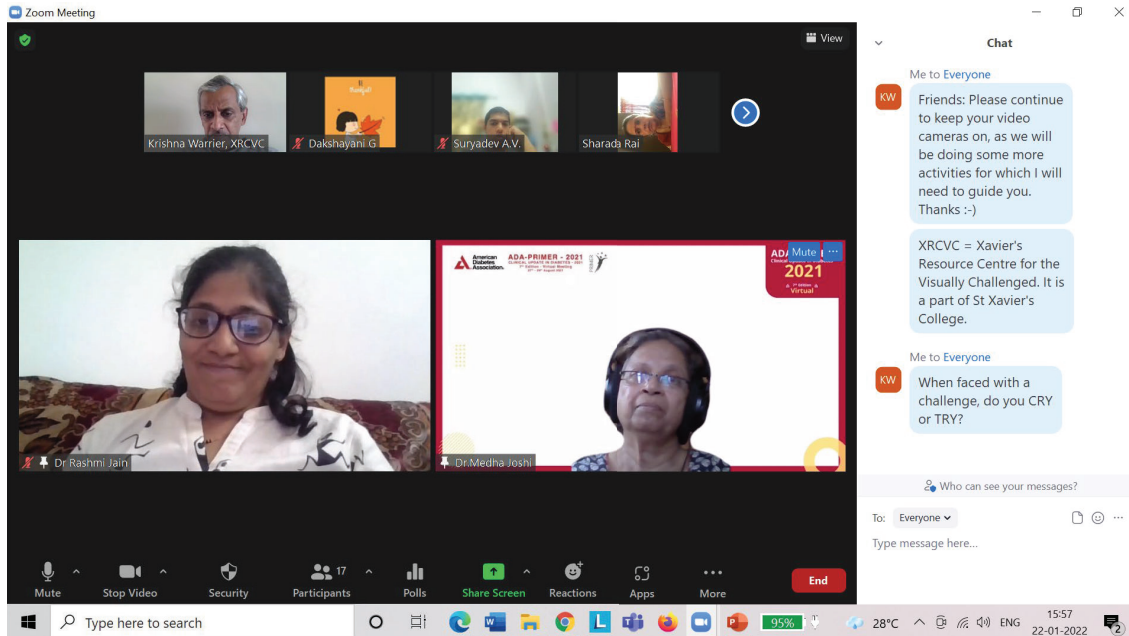 Zoom Meeting
View
Krishna Warrier, XRCVC
Dakshayani G
Suryadev A.V.
Sharada Rai
Dr Rashmi Jain
American
Diabetes
Association.
ADA-PRIMER - 2021
Mute
2021
Virtual
Dr.Medha Joshi
Chat
Me to Everyone
KW
Friends: Please continue
to keep your video
cameras on, as we will
be doing some more
activities for which I will
need to guide you.
Thanks :-)
XRCVC = Xavier's
Resource Centre for the
Visually Challenged. It is
a part of St Xavier's
College.
Me to Everyone
KW
When faced with a
challenge, do you CRY
or TRY?
Who can see your messages?
To: Everyone
Type message here...
Mute
Stop Video
Security
17
Participants
Polls
Share Screen
Reactions
Apps
More
End
Type here to search
95%
28°C
ENG
15:57
22-01-2022
2